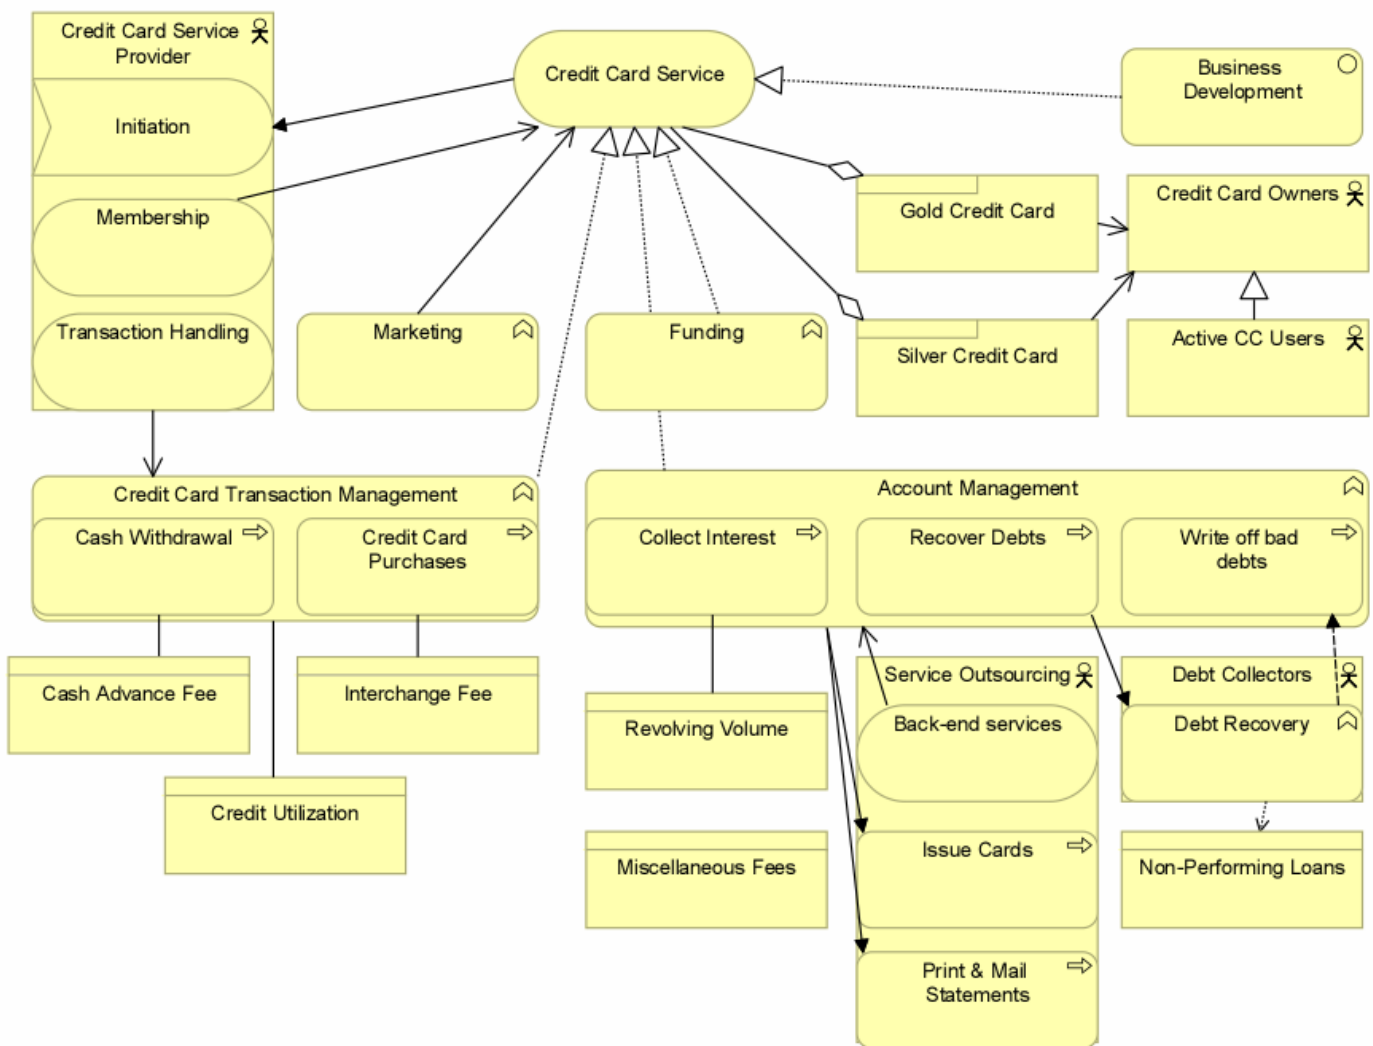 Credit Card Service
Provider
Initiation
Membership
Transaction Handling
Credit Card Service
Business
Development
Gold Credit Card
Credit Card Owners
Marketing
Funding
Silver Credit Card
Active CC Users
Credit Card Transaction Management
Cash Withdrawal
Credit Card
Purchases
Account Management
Collect Interest
Recover Debts
Write off bad
debts
Cash Advance Fee
Interchange Fee
Credit Utilization
Revolving Volume
Miscellaneous Fees
Service Outsourcing
Back-end services
Issue Cards
Print & Mail
Statements
Debt Collectors
Debt Recovery
Non-Performing Loans